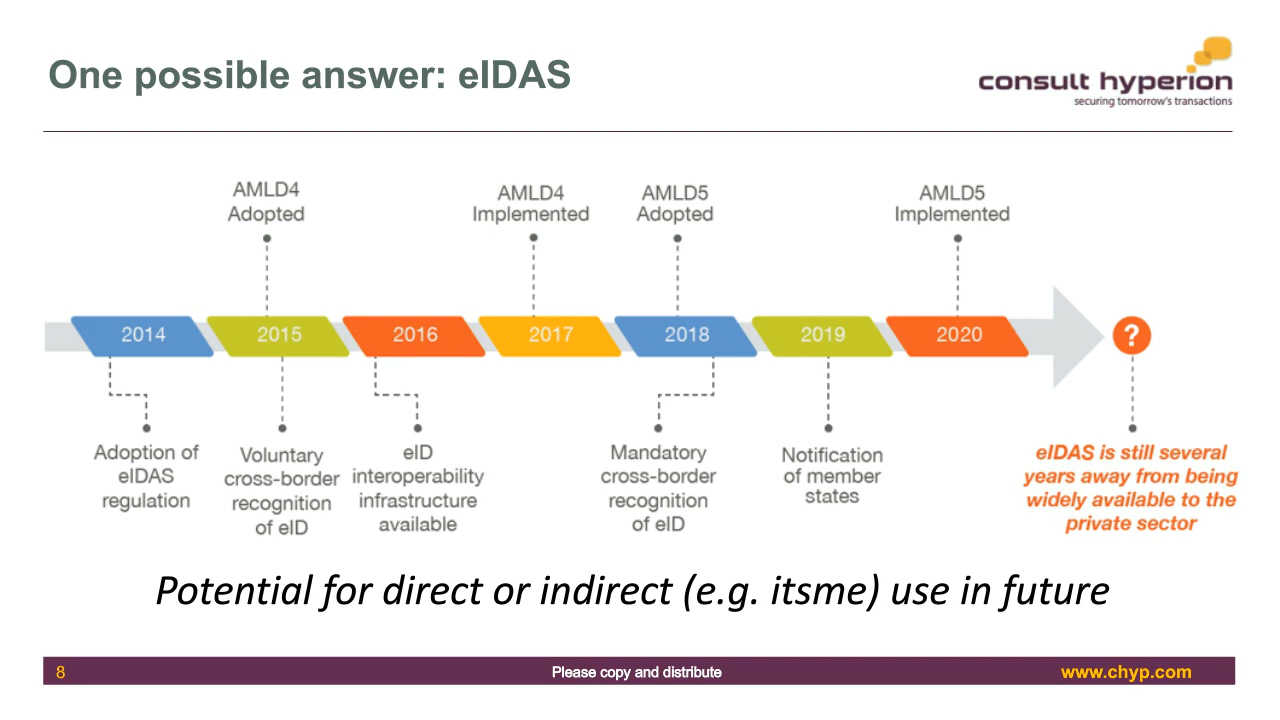 One possible answer: eIDAS
consult hyperion
securing tomorrow's transactions
AMLD4
Adopted
AMLD4
Implemented
AMLD5
Adopted
AMLD5
Implemented
2014
2015
2016
2017
2018
2019
2020
?
Adoption of
eIDAS
regulation
Voluntary
cross-border
recognition
of eID
eID
interoperability
infrastructure
available
Mandatory
cross-border
recognition
of eID
Notification
of member
states
eIDAS is still several
years away from being
widely available to the
private sector
Potential for direct or indirect (e.g. itsme) use in future
8
Please copy and distribute
www.chyp.com